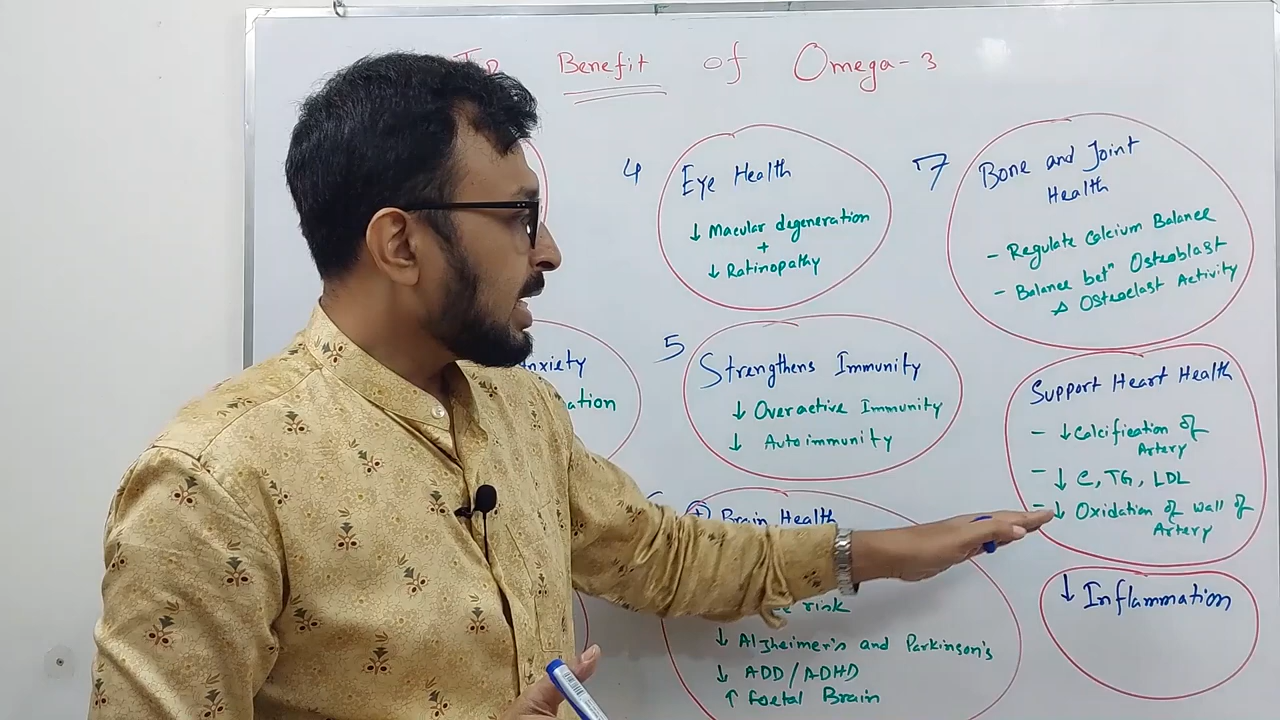 Benefit of Omega-3
4
Eye Health
↓ Macular degeneration
+
↓ Ratinopathy
7
Bone and Joint
Health
- Regulate Calcium Balance
- Balance betⁿ Osteoblast
& Osteoclast Activity
nxiety
ation
5
Strengthens Immunity
↓ Overactive Immunity
↓ Autoimmunity
Support Heart Health
- ↓ Calcification of
Artery
- ↓ C, TG, LDL
- ↓ Oxidation of wall of
Artery
(+) Brain Health
risk
↓ Alzheimer's and Parkinson's
↓ ADD/ADHD
↑ Foetal Brain
↓ Inflammation